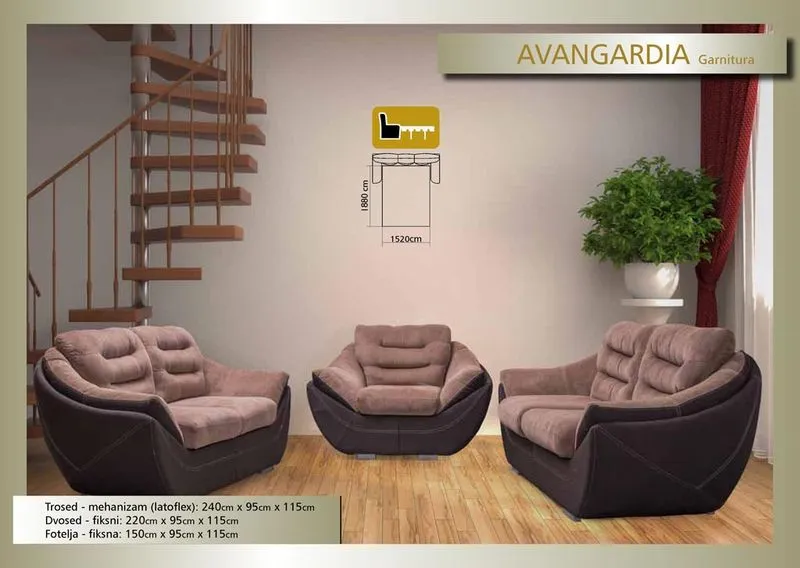 AVANGARDIA Garnitura
1880 cm
1520cm
Trosed - mehanizam (latoflex): 240cm x 95cm x 115cm
Dvosed - fiksni: 220cm x 95cm x 115cm
Fotelja - fiksna: 150cm x 95cm x 115cm